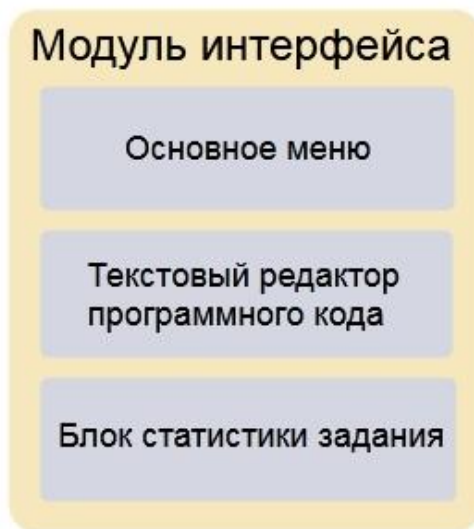 Модуль интерфейса
Основное меню
Текстовый редактор
программного кода
Блок статистики задания